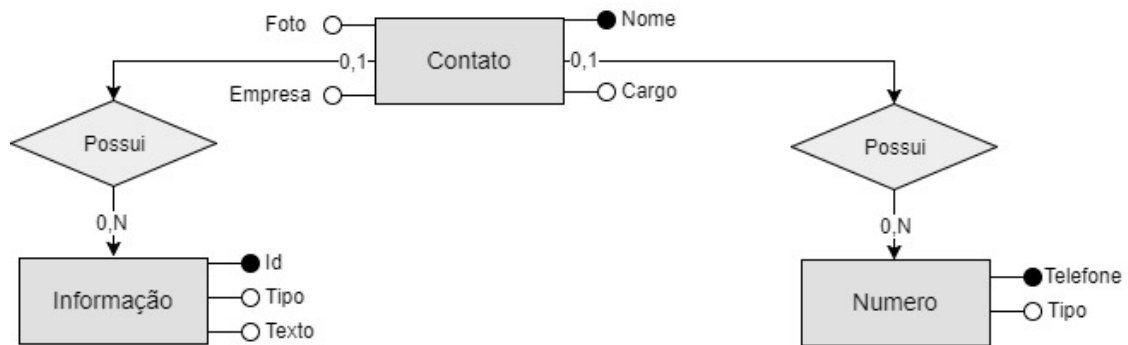 Foto
Nome
0,1
Contato
0,1
Empresa
Cargo
Possui
Possui
0,N
0,N
Informação
Id
Tipo
Texto
Numero
Telefone
Tipo